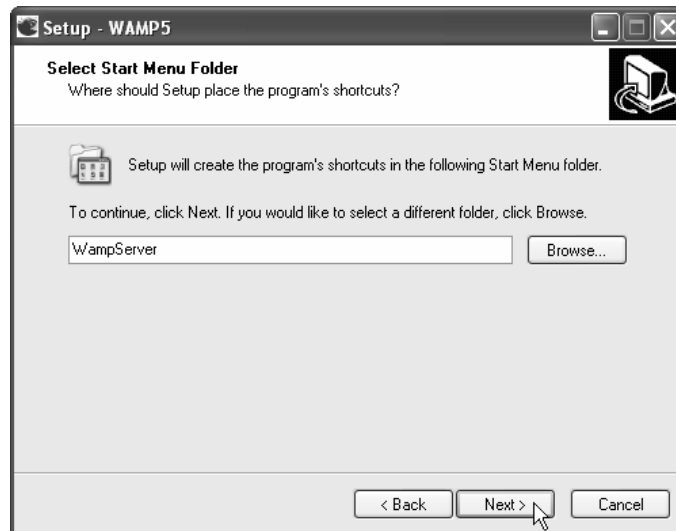 Setup - WAMP5
Select Start Menu Folder
Where should Setup place the program's shortcuts?
Setup will create the program's shortcuts in the following Start Menu folder.
To continue, click Next. If you would like to select a different folder, click Browse.
WampServer
Browse...
< Back
Next >
Cancel